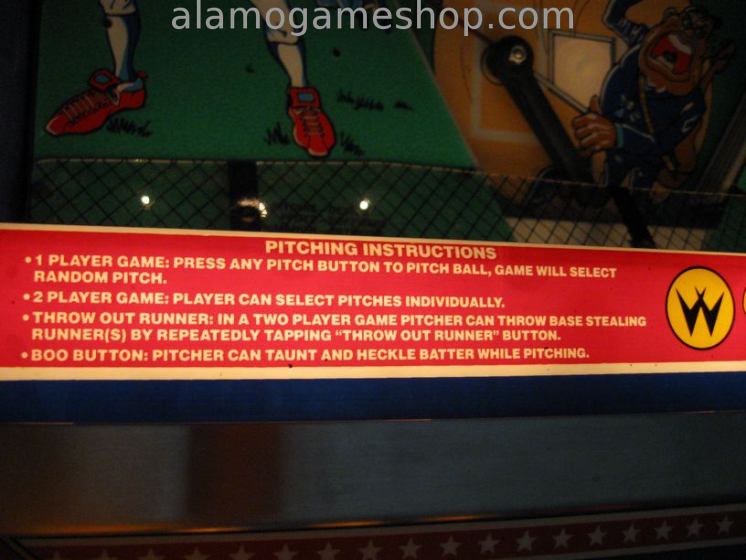 alamogameshop.com
PITCHING INSTRUCTIONS
•1 PLAYER GAME: PRESS ANY PITCH BUTTON TO PITCH BALL, GAME WILL SELECT
RANDOM PITCH.
•2 PLAYER GAME: PLAYER CAN SELECT PITCHES INDIVIDUALLY.
•THROW OUT RUNNER: IN A TWO PLAYER GAME PITCHER CAN THROW BASE STEALING
RUNNER(S) BY REPEATEDLY TAPPING “THROW OUT RUNNER” BUTTON.
•BOO BUTTON: PITCHER CAN TAUNT AND HECKLE BATTER WHILE PITCHING.
W